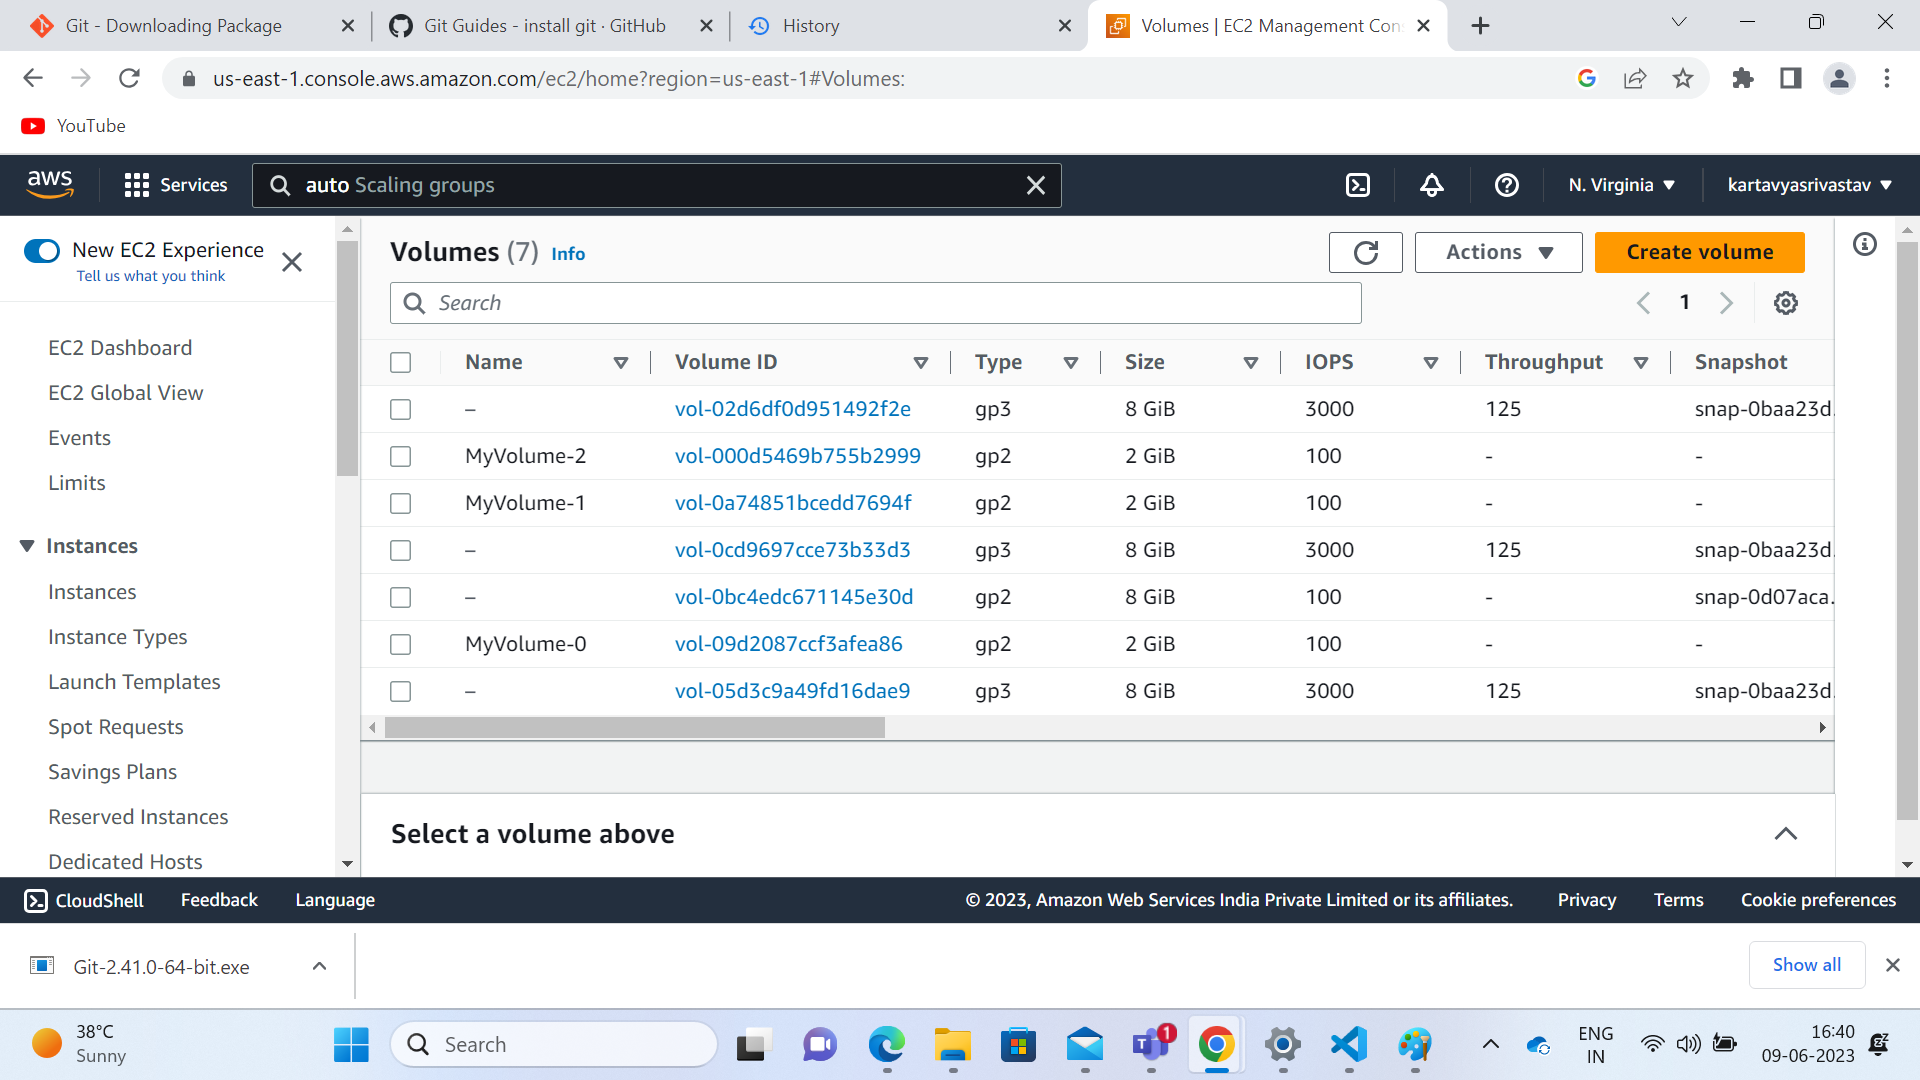 Git - Downloading Package
Git Guides - install git · GitHub
History
Volumes | EC2 Management Con
us-east-1.console.aws.amazon.com/ec2/home?region=us-east-1#Volumes:
YouTube
aws
Services
auto Scaling groups
N. Virginia
kartavyasrivastav
New EC2 Experience
Tell us what you think
EC2 Dashboard
EC2 Global View
Events
Limits
Instances
Instances
Instance Types
Launch Templates
Spot Requests
Savings Plans
Reserved Instances
Dedicated Hosts
Volumes (7) Info
Actions
Create volume
Search
1
Name Volume ID Type Size IOPS Throughput Snapshot
– vol-02d6df0d951492f2e gp3 8 GiB 3000 125 snap-0baa23d.
MyVolume-2 vol-000d5469b755b2999 gp2 2 GiB 100 - -
MyVolume-1 vol-0a74851bcedd7694f gp2 2 GiB 100 - -
– vol-0cd9697cce73b33d3 gp3 8 GiB 3000 125 snap-0baa23d.
– vol-0bc4edc671145e30d gp2 8 GiB 100 - snap-0d07aca.
MyVolume-0 vol-09d2087ccf3afea86 gp2 2 GiB 100 - -
– vol-05d3c9a49fd16dae9 gp3 8 GiB 3000 125 snap-0baa23d.
Select a volume above
CloudShell
Feedback
Language
© 2023, Amazon Web Services India Private Limited or its affiliates.
Privacy
Terms
Cookie preferences
Git-2.41.0-64-bit.exe
Show all
38°C
Sunny
Search
1
ENG
IN
16:40
09-06-2023